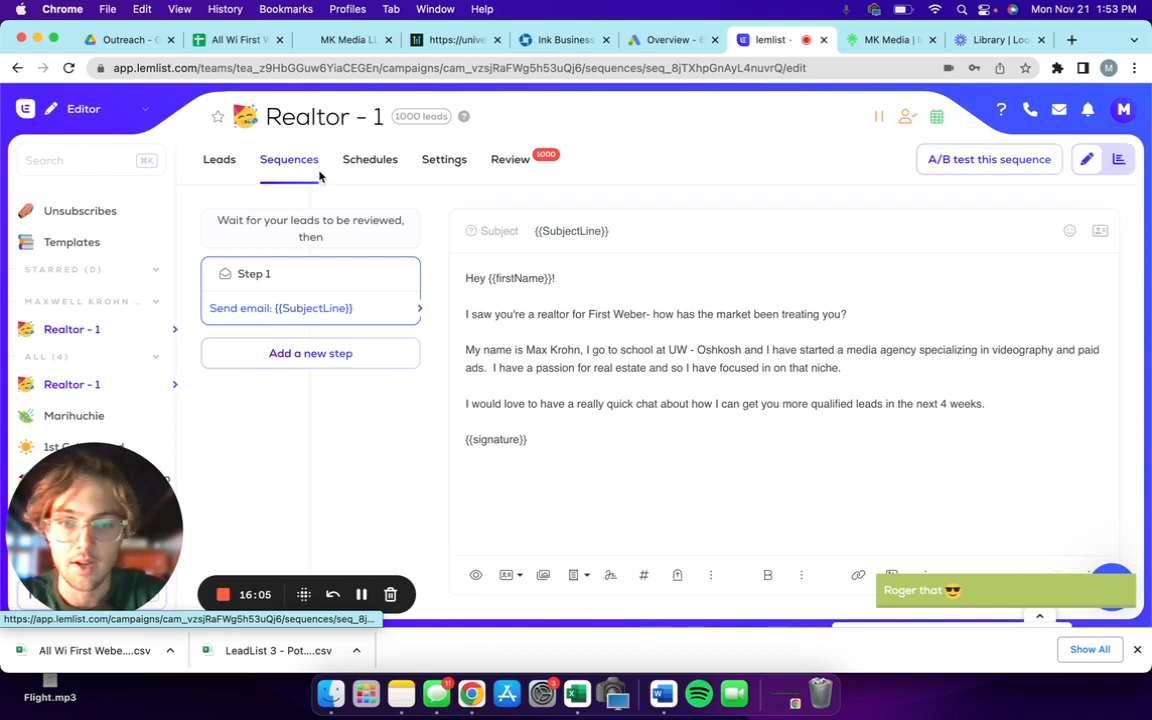 Chrome File Edit View History Bookmarks Profiles Tab Window Help Mon Nov 21 1:53 PM
Outreach - G All Wi First W MK Media Ll https://unive Ink Business Overview - 6 lemlist - MK Media | Library | Loo
app.lemlist.com/teams/tea_z9HbGGuw6YiaCEGEn/campaigns/cam_vzsjRaFWg5h53uQj6/sequences/seq_8jTXhpGnAyL4nuvrQ/edit M
Editor
Realtor - 1 1000 leads ?
? M
Search ⌘K
Leads Sequences Schedules Settings Review 1000
A/B test this sequence
Unsubscribes
Templates
STARRED (0)
MAXWELL KROHN ...
Realtor - 1
ALL (4)
Realtor - 1
Marihuchie
Wait for your leads to be reviewed,
then
Step 1
Send email: {{SubjectLine}}
Add a new step
Subject {{SubjectLine}}
Hey {{firstName}}!
I saw you're a realtor for First Weber- how has the market been treating you?
My name is Max Krohn, I go to school at UW - Oshkosh and I have started a media agency specializing in videography and paid
ads. I have a passion for real estate and so I have focused in on that niche.
I would love to have a really quick chat about how I can get you more qualified leads in the next 4 weeks.
{{signature}}
B
Roger that
16:05
https://app.lemlist.com/campaigns/cam_vzsjRaFWg5h53uQj6/sequences/seq_8j...
All Wi First Webe....csv LeadList 3 - Pot....csv Show All
Flight.mp3
11 3